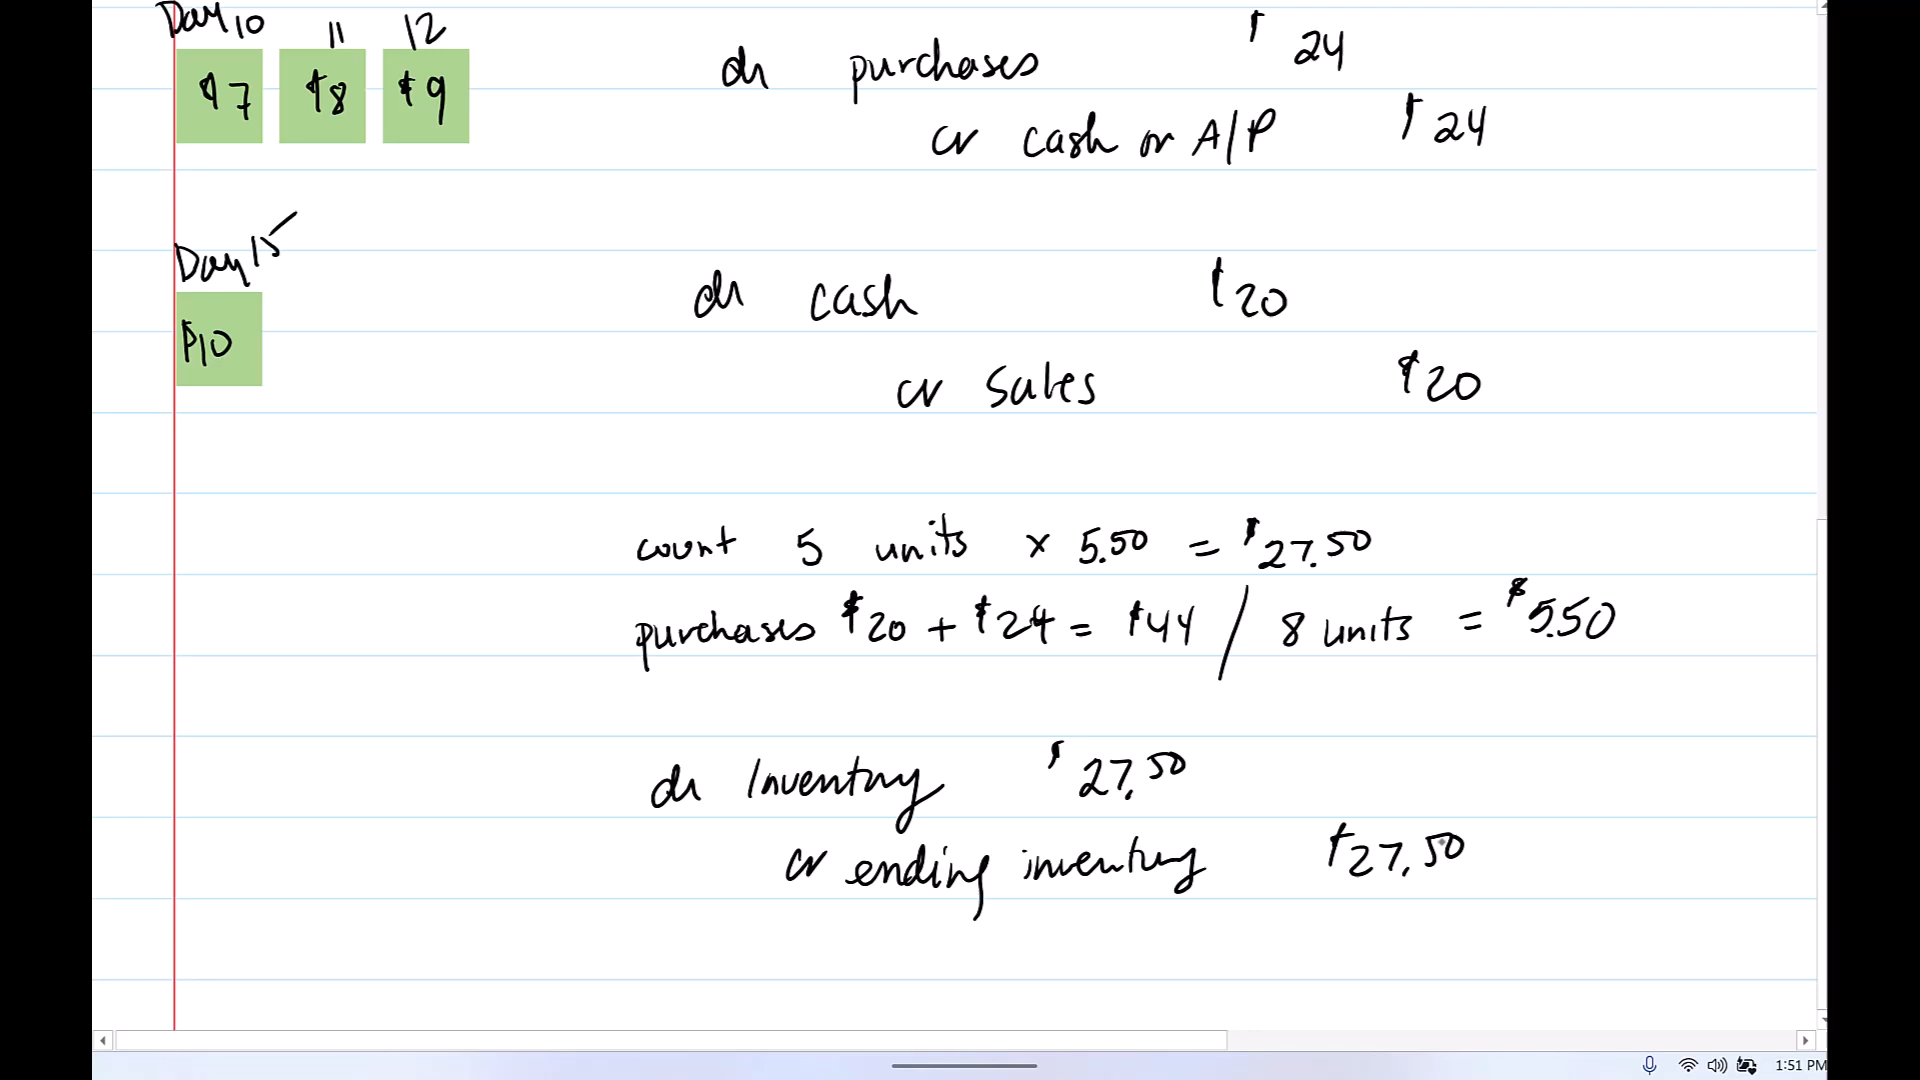 Day 10 11 12
$7 $8 $9
dr purchases $ 24
cr cash or A/P $ 24
Day 15
$10
dr cash $20
cr Sales $20
count 5 units x 5.50 = $27.50
purchases $20 + $24 = $44 / 8 units = $5.50
dr Inventory $ 27.50
cr ending inventory $27.50
1:51 PM